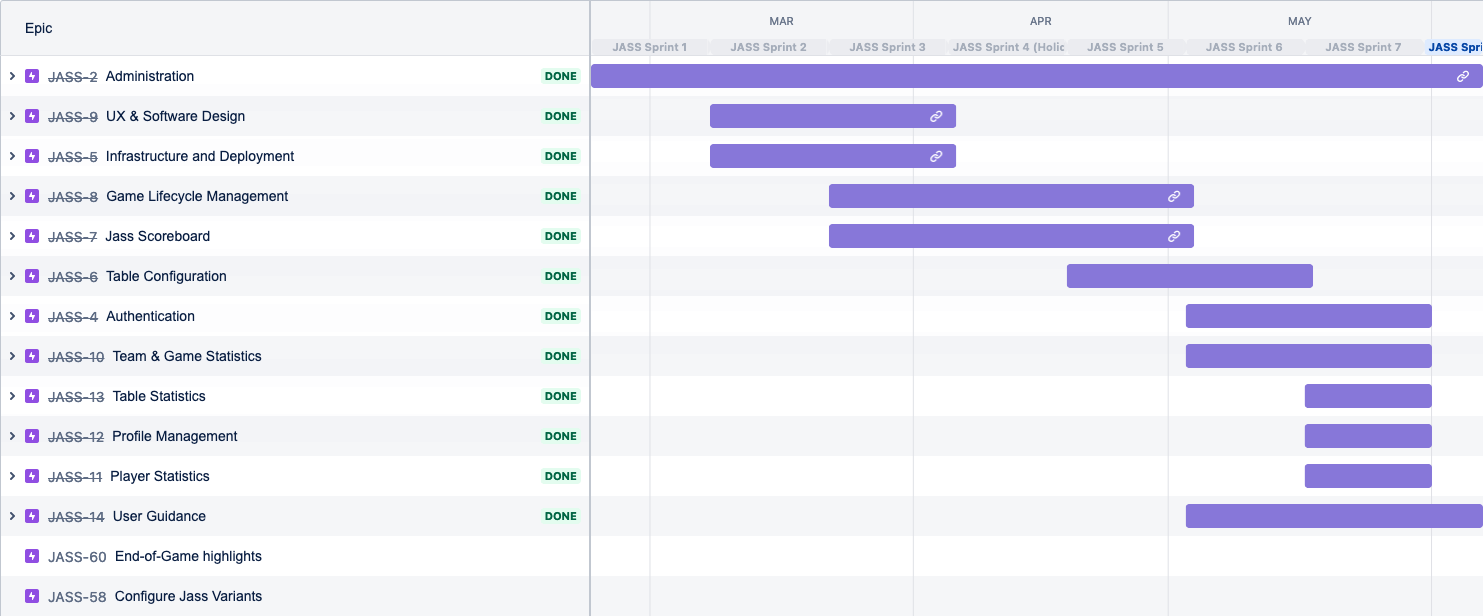 Epic
MAR APR MAY
JASS Sprint 1 JASS Sprint 2 JASS Sprint 3 JASS Sprint 4 (Holic JASS Sprint 5 JASS Sprint 6 JASS Sprint 7 JASS Spri
JASS-2 Administration DONE
JASS-9 UX & Software Design DONE
JASS-5 Infrastructure and Deployment DONE
JASS-8 Game Lifecycle Management DONE
JASS-7 Jass Scoreboard DONE
JASS-6 Table Configuration DONE
JASS-4 Authentication DONE
JASS-10 Team & Game Statistics DONE
JASS-13 Table Statistics DONE
JASS-12 Profile Management DONE
JASS-11 Player Statistics DONE
JASS-14 User Guidance DONE
JASS-60 End-of-Game highlights
JASS-58 Configure Jass Variants